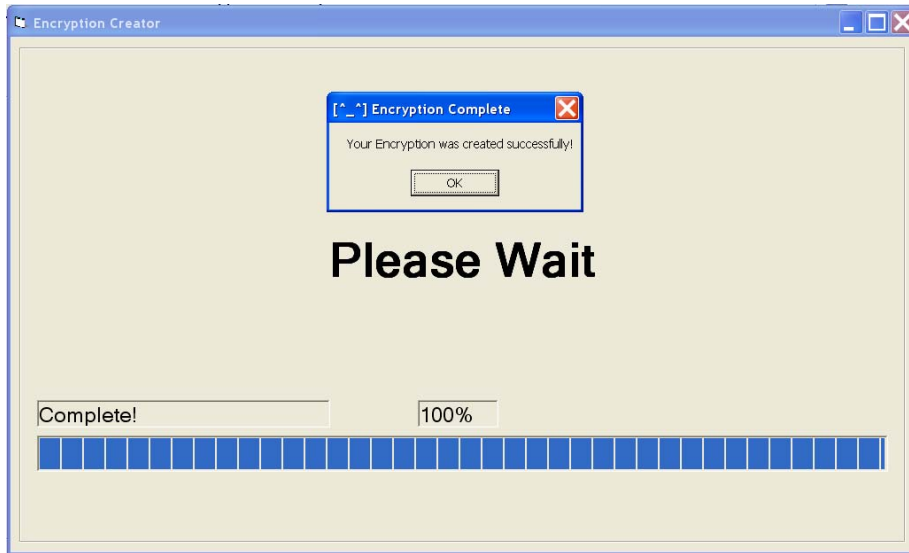 Encryption Creator
[^_^] Encryption Complete
Your Encryption was created successfully!
OK
Please Wait
Complete!
100%